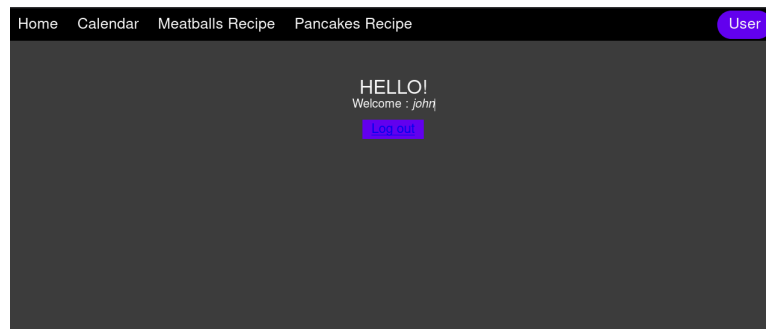 Home Calendar Meatballs Recipe Pancakes Recipe User
HELLO!
Welcome : john
Log out